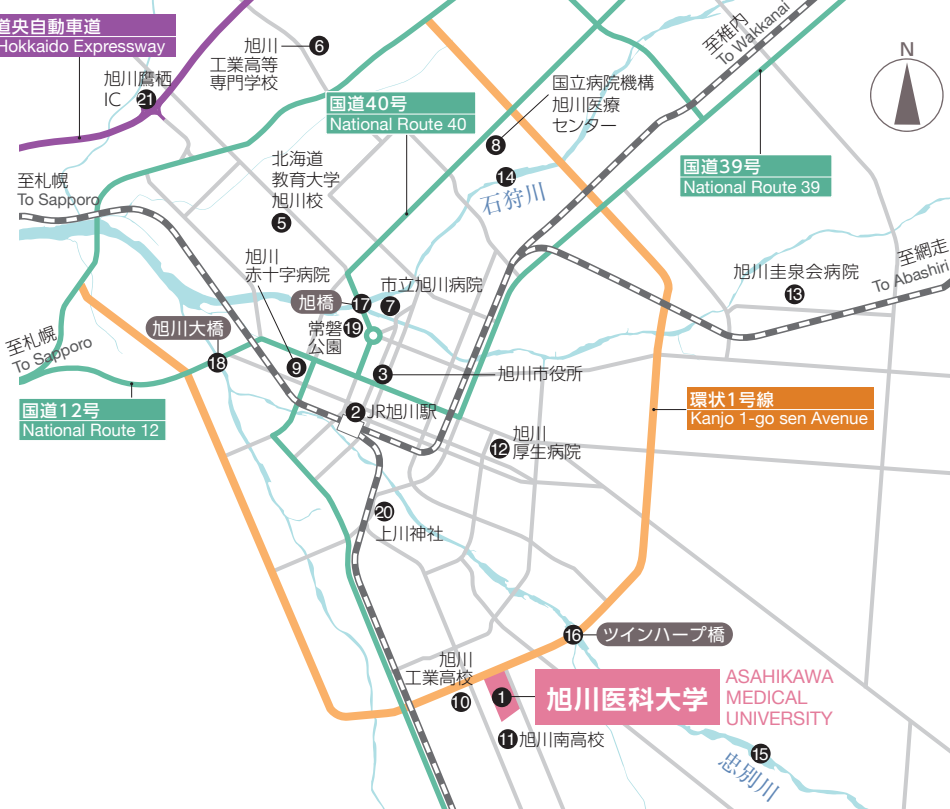 道央自動車道
Hokkaido Expressway
旭川
工業高等
専門学校
6
旭川鷹栖
IC
21
国道40号
National Route 40
国立病院機構
旭川医療
センター
8
至稚内
To Wakkanai
N
国道39号
National Route 39
14
石狩川
北海道
教育大学
旭川校
5
至札幌
To Sapporo
旭川
赤十字病院
9
市立旭川病院
7
旭橋
17
常磐
公園
19
旭川圭泉会病院
13
至網走
To Abashiri
旭川大橋
18
至札幌
To Sapporo
3
旭川市役所
国道12号
National Route 12
環状1号線
Kanjo 1-go sen Avenue
2
JR旭川駅
12
旭川
厚生病院
20
上川神社
16
ツインハープ橋
旭川
工業高校
10
1
旭川医科大学
ASAHIKAWA
MEDICAL
UNIVERSITY
11
旭川南高校
15
忠別川